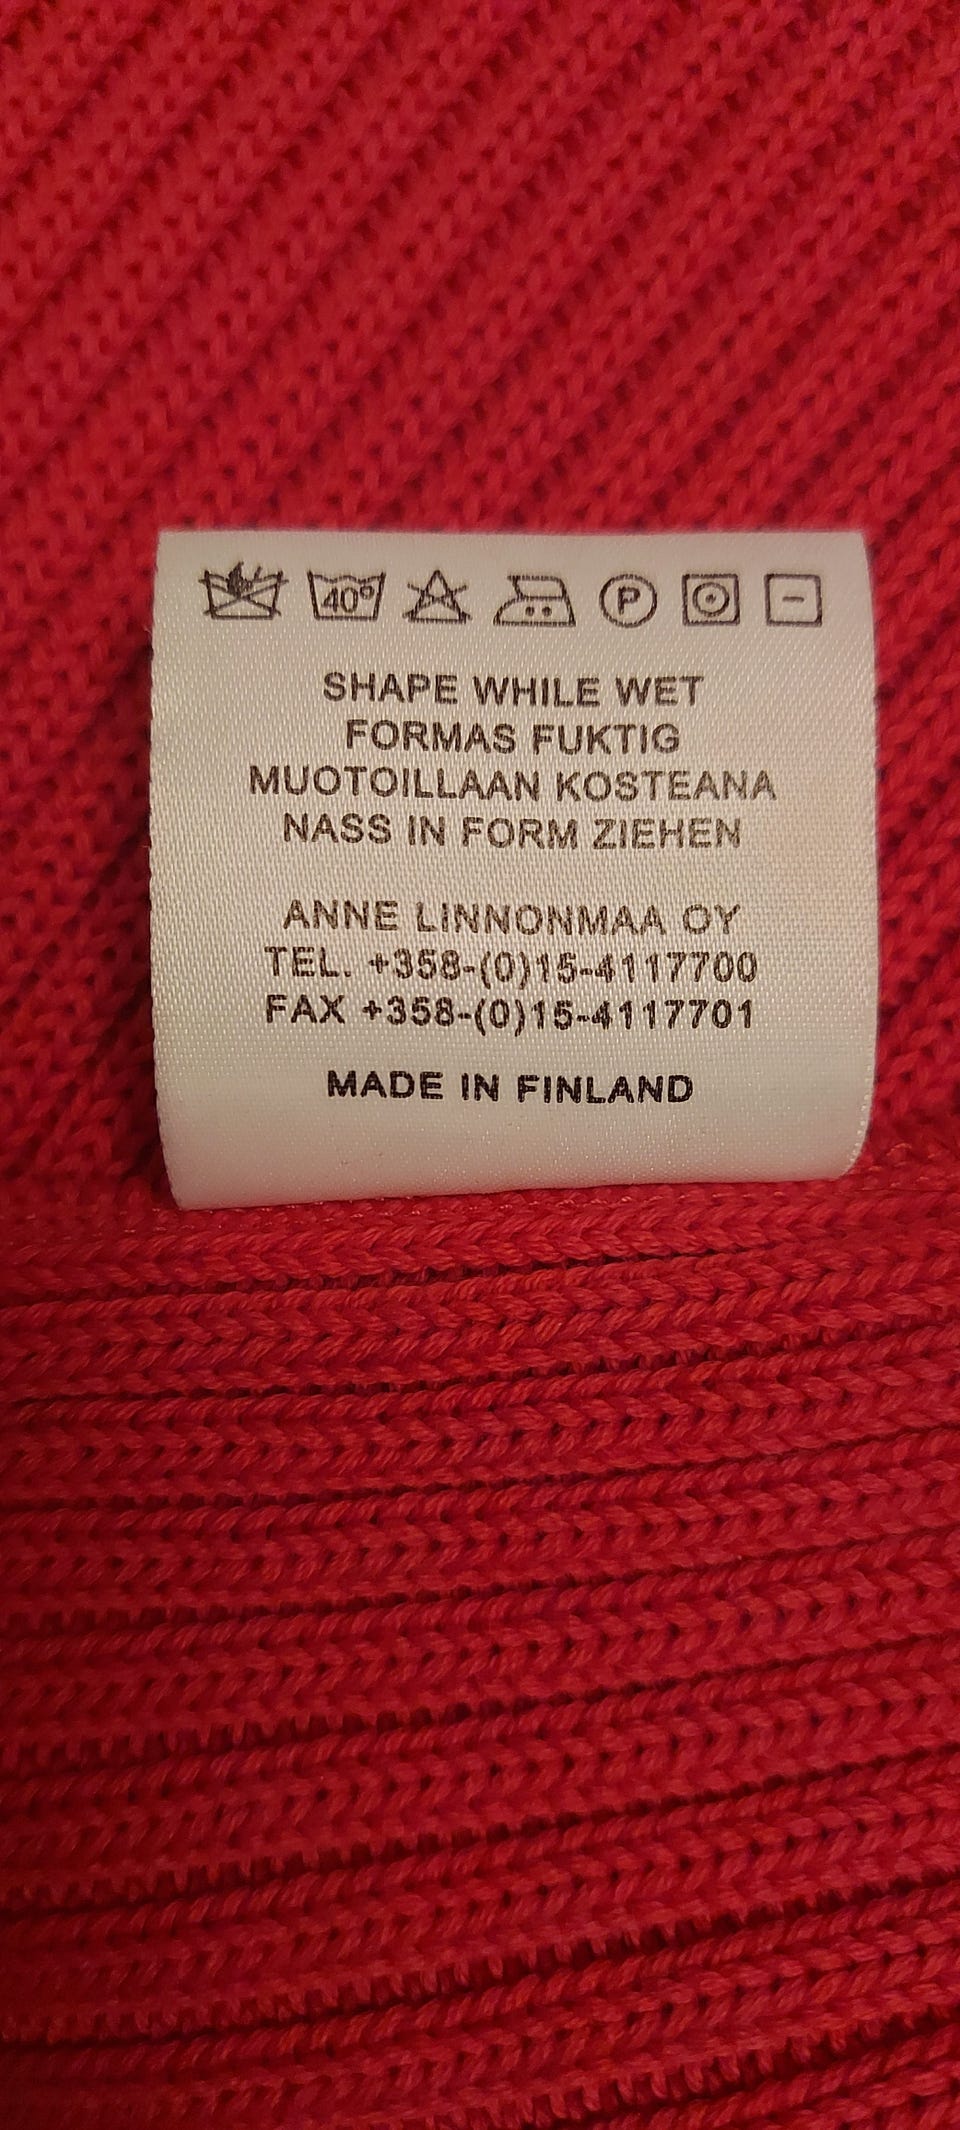 40°
P
SHAPE WHILE WET
FORMAS FUKTIG
MUOTOILLAAN KOSTEANA
NASS IN FORM ZIEHEN
ANNE LINNONMAA OY
TEL. +358-(0)15-4117700
FAX +358-(0)15-4117701
MADE IN FINLAND